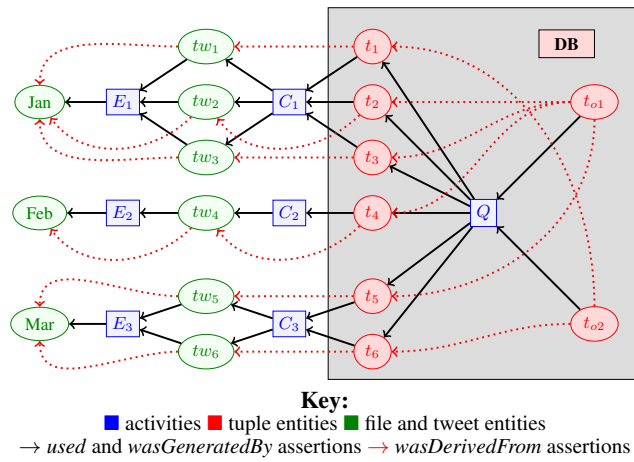 tw₁ t₁ DB
Jan E₁ tw₂ C₁ t₂ tₒ₁
tw₃ t₃
Feb E₂ tw₄ C₂ t₄ Q
tw₅ t₅
Mar E₃ C₃ tₒ₂
tw₆ t₆
Key:
activities tuple entities file and tweet entities
→ used and wasGeneratedBy assertions → wasDerivedFrom assertions